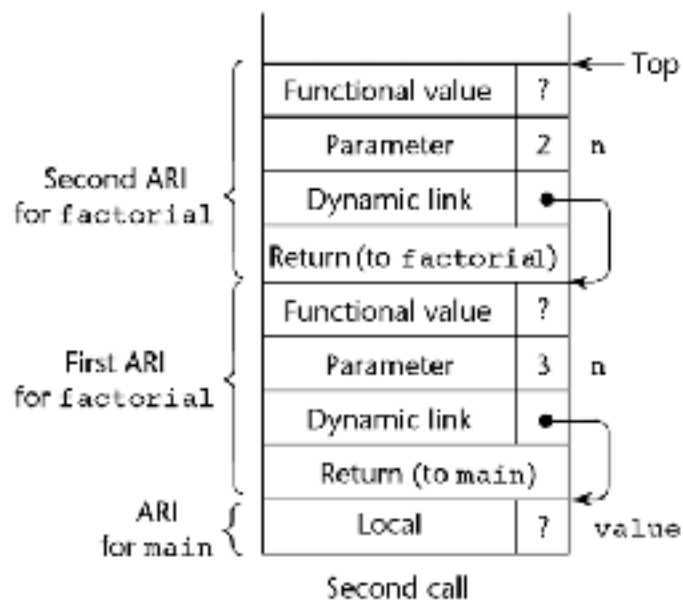 Top
Functional value ?
Parameter 2 n
Second ARI
for factorial
Dynamic link
Return (to factorial)
Functional value ?
First ARI
for factorial
Parameter 3 n
Dynamic link
Return (to main)
ARI
for main
Local ? value
Second call